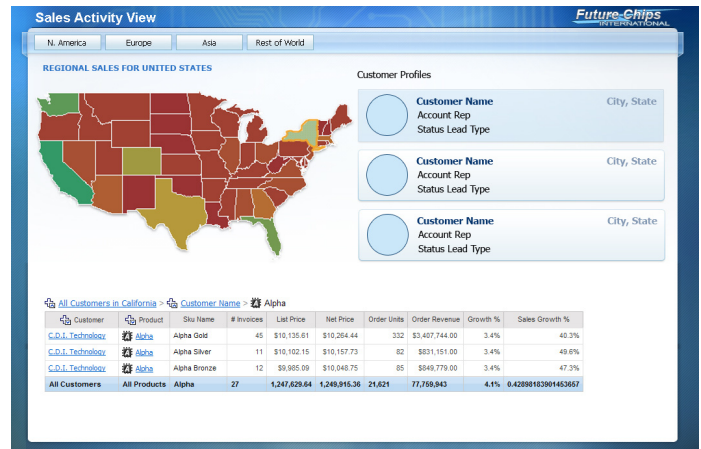 Sales Activity View
Future-Chips
INTERNATIONAL
N. America Europe Asia Rest of World
REGIONAL SALES FOR UNITED STATES
Customer Profiles
Customer Name City, State
Account Rep
Status Lead Type
Customer Name City, State
Account Rep
Status Lead Type
Customer Name City, State
Account Rep
Status Lead Type
All Customers in California > Customer Name > Alpha
Customer Product Sku Name # Invoices List Price Net Price Order Units Order Revenue Growth % Sales Growth %
C.D.I. Technology Alpha Alpha Gold 45 $10,135.61 $10,264.44 332 $3,407,744.00 3.4% 40.3%
C.D.I. Technology Alpha Alpha Silver 11 $10,102.15 $10,157.73 82 $831,151.00 3.4% 49.6%
C.D.I. Technology Alpha Alpha Bronze 12 $9,985.09 $10,048.75 85 $849,779.00 3.4% 47.3%
All Customers All Products Alpha 27 1,247,629.64 1,249,915.36 21,621 77,759,943 4.1% 0.42898183901453657